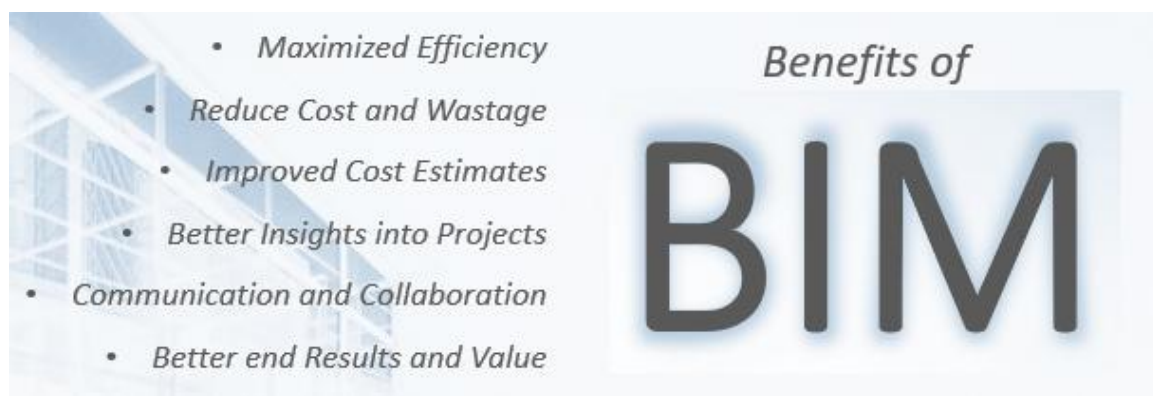 • Maximized Efficiency
• Reduce Cost and Wastage
• Improved Cost Estimates
• Better Insights into Projects
• Communication and Collaboration
• Better end Results and Value
Benefits of
BIM